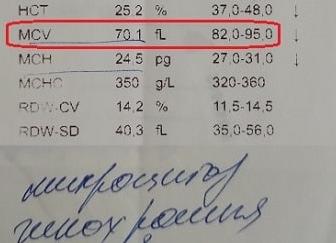 HCT 25.2 % 37,0-48,0 ↓
MCV 70.1 fL 82,0-95,0 ↓
MCH 24.5 pg 27,0-31,0 ↓
MCHC 350 g/L 320-360
RDW-CV 14,2 % 11,5-14,5
RDW-SD 40,3 fL 35,0-56,0
микроцитоз
гипохромия